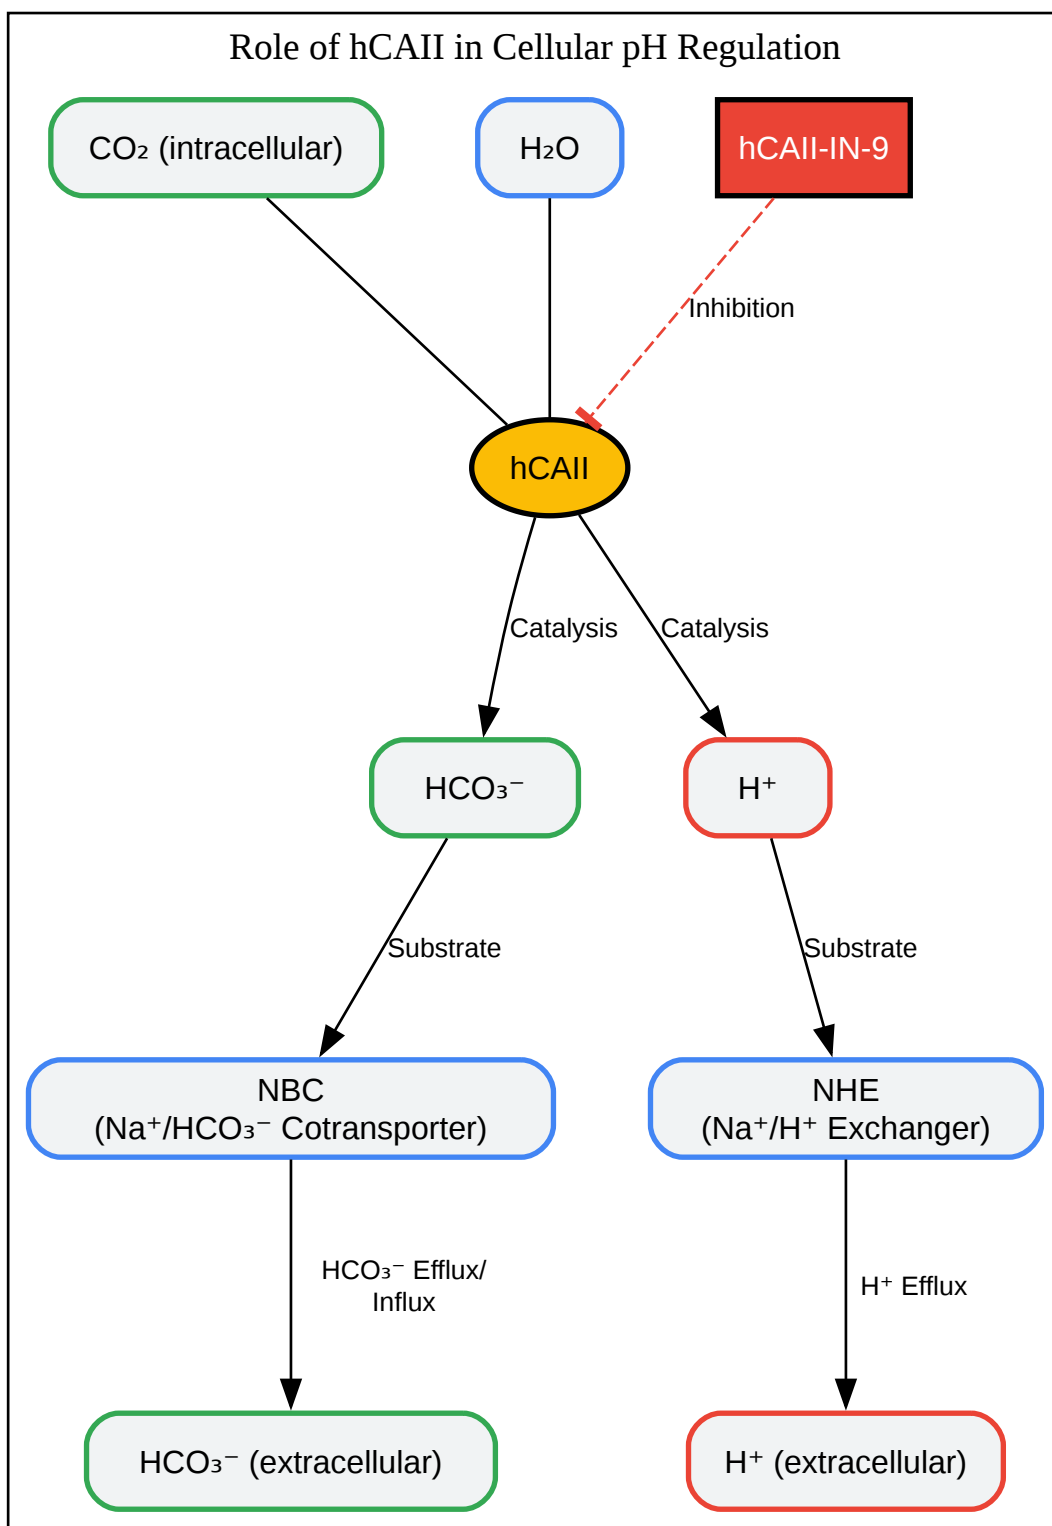 Role of hCAII in Cellular pH Regulation
CO₂ (intracellular)
H₂O
hCAII-IN-9
Inhibition
hCAII
Catalysis
Catalysis
HCO₃⁻
H⁺
Substrate
Substrate
NBC
(Na⁺/HCO₃⁻ Cotransporter)
NHE
(Na⁺/H⁺ Exchanger)
HCO₃⁻ Efflux/
Influx
H⁺ Efflux
HCO₃⁻ (extracellular)
H⁺ (extracellular)